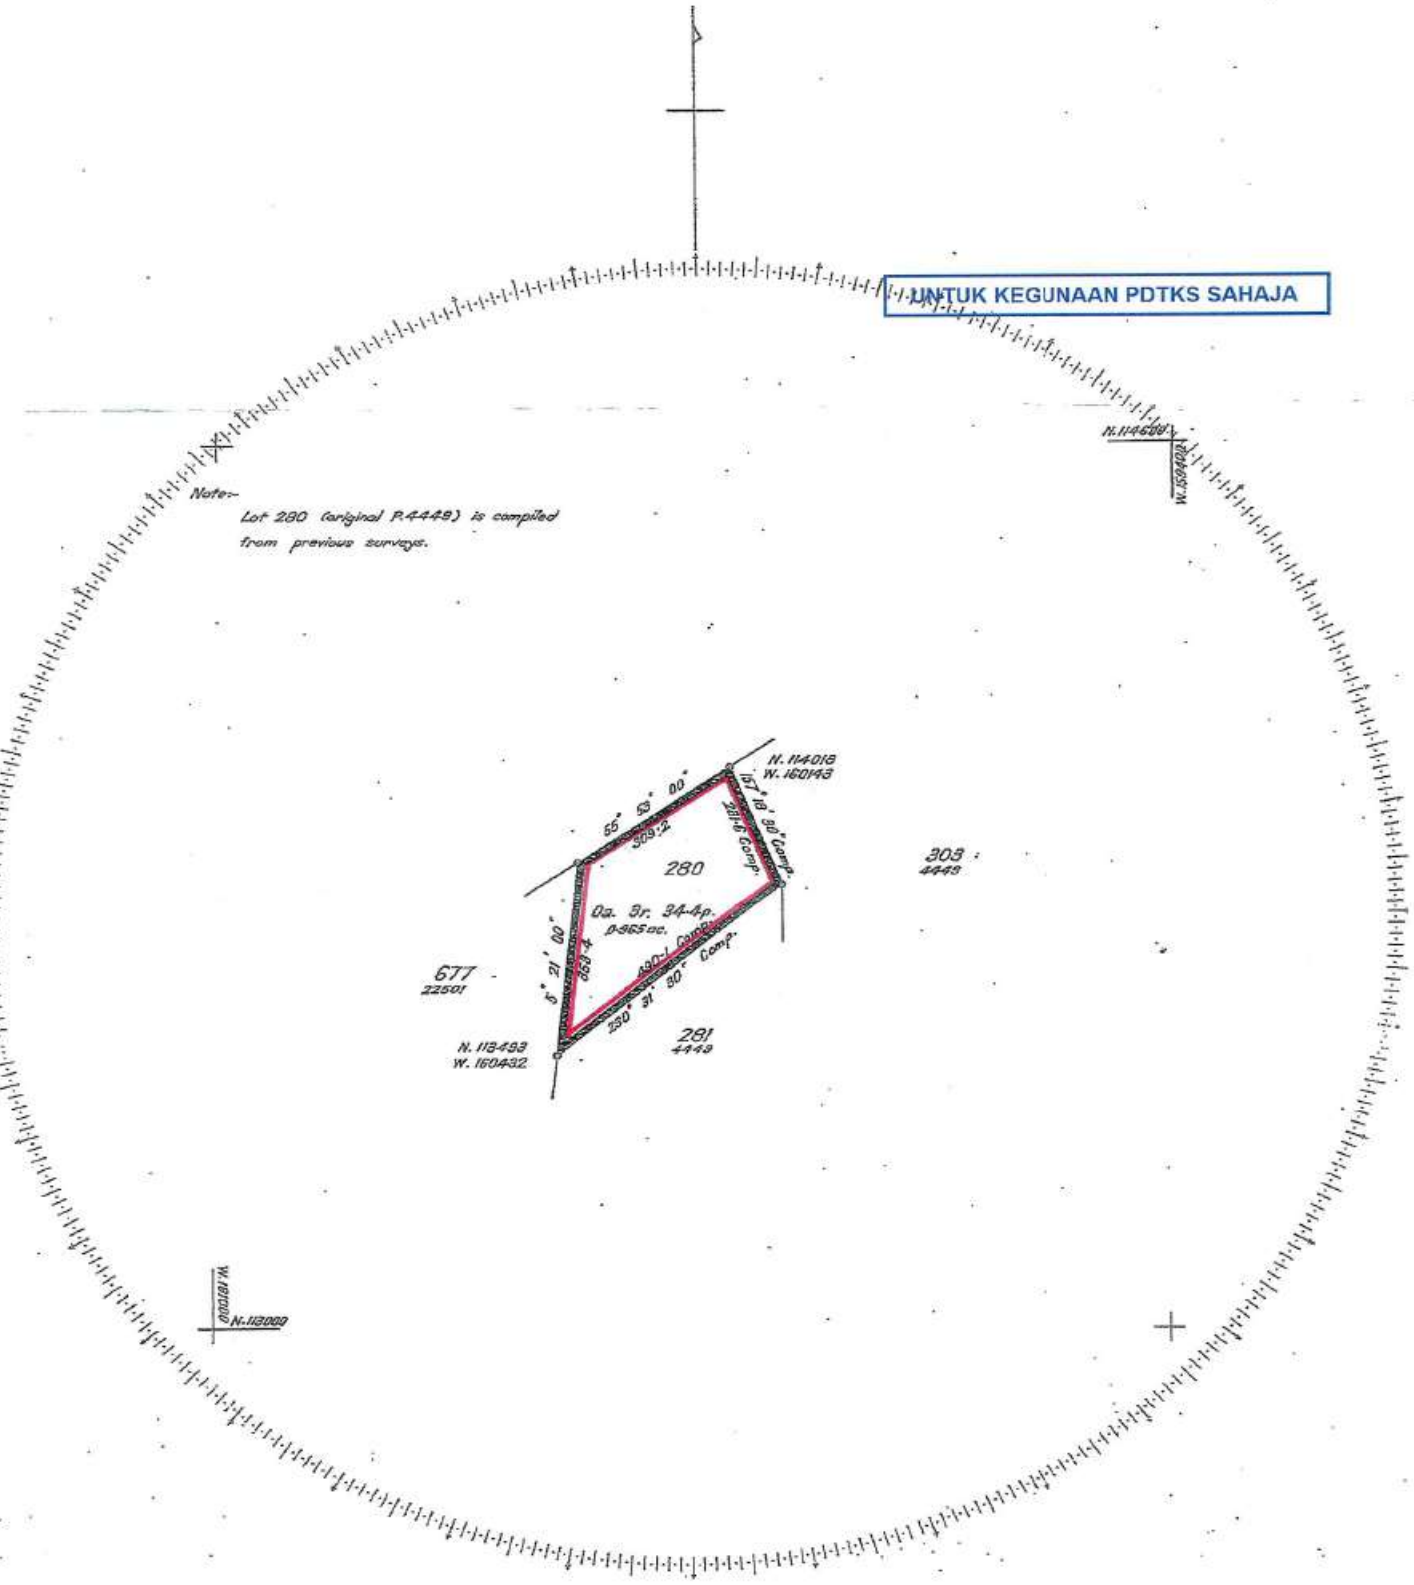 UNTUK KEGUNAAN PDTKS SAHAJA
N.114600
Note:-
Lot 280 (original P.4449) is compiled
from previous surveys.
N. 114018
W. 160143
55° 53' 00"
309·2
157° 18' 30" Comp.
281·6 Comp.
280
0a. 3r. 34·4p.
0·965 ac.
303
4449
5° 21' 00"
353·4
490·1 Comp.
230° 31' 30" Comp.
677
22501
281
4449
N. 113493
W. 160432
W.161000
N.113000